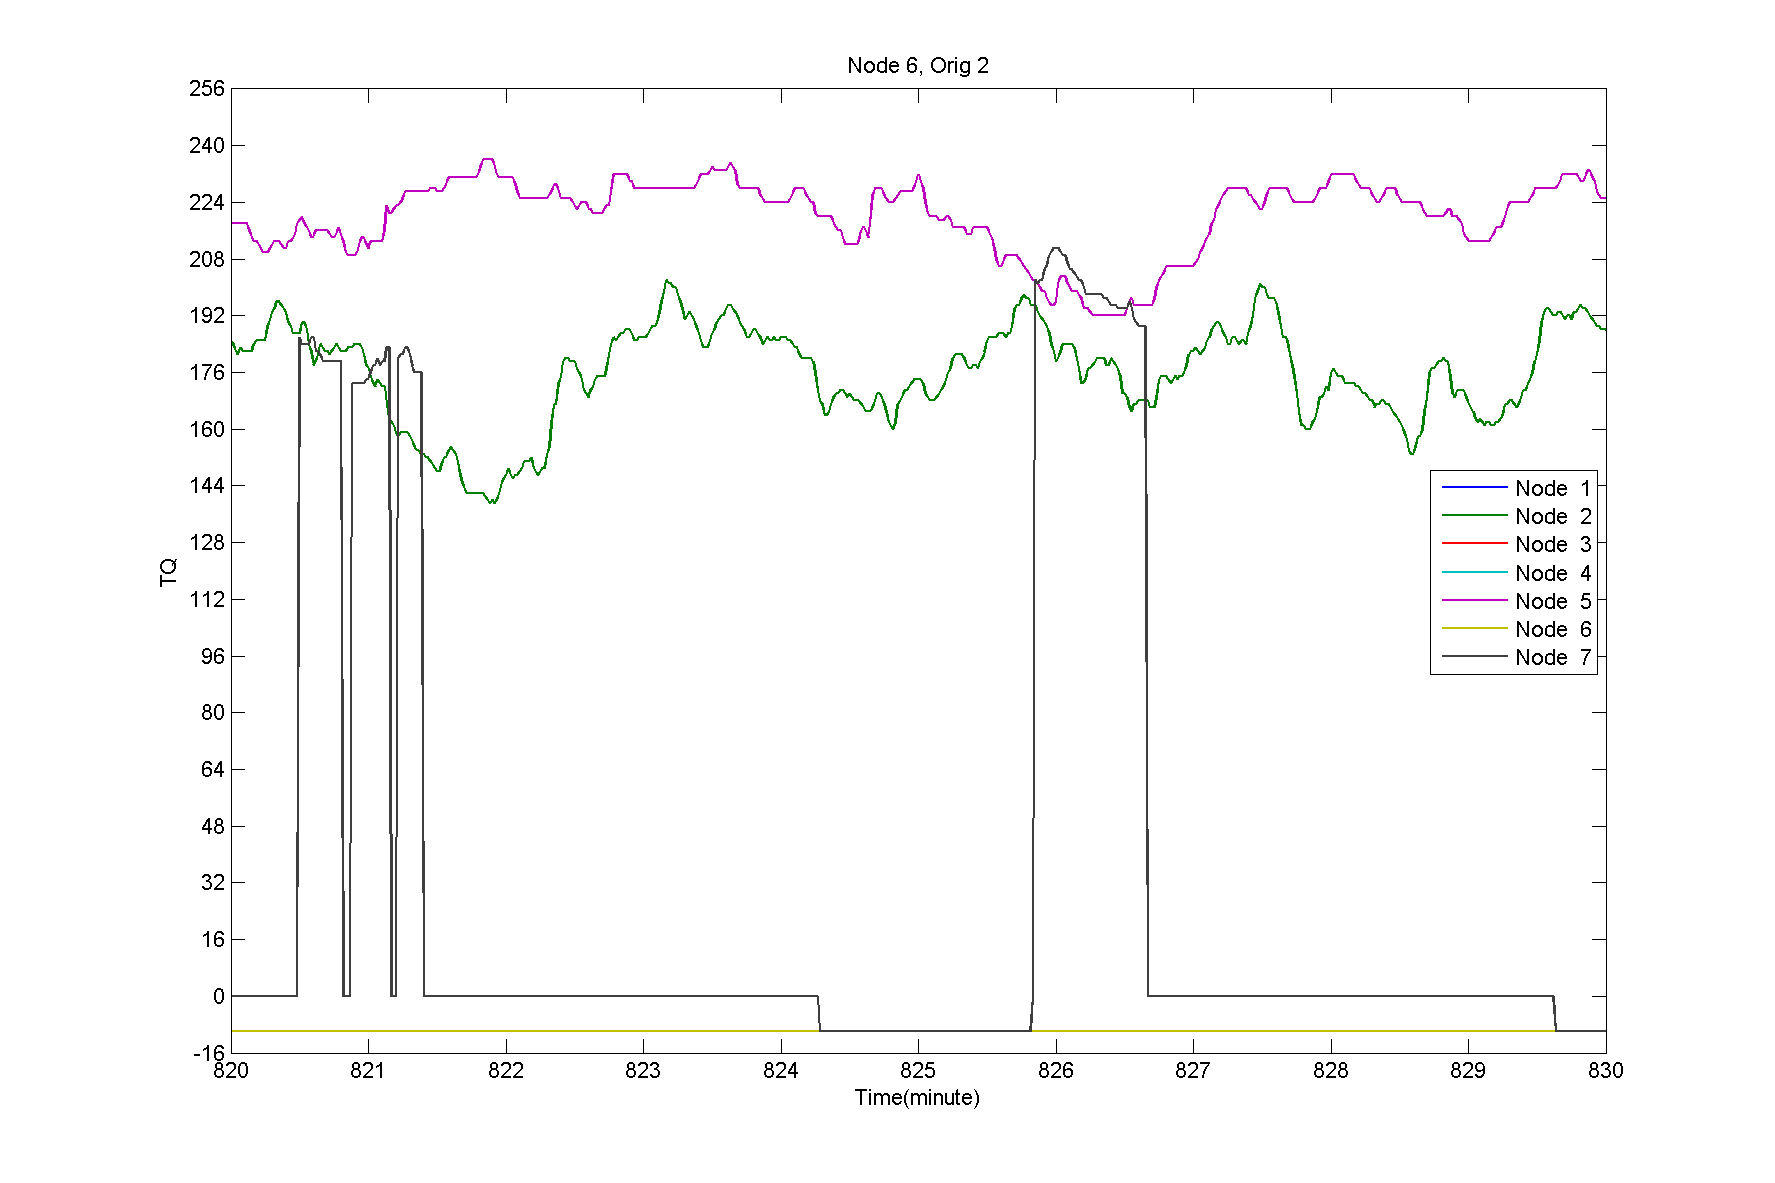 Node 6, Orig 2
256
240
224
208
192
176
160
144
128
112
96
80
64
48
32
16
0
-16
TQ
Node 1
Node 2
Node 3
Node 4
Node 5
Node 6
Node 7
820 821 822 823 824 825 826 827 828 829 830
Time(minute)